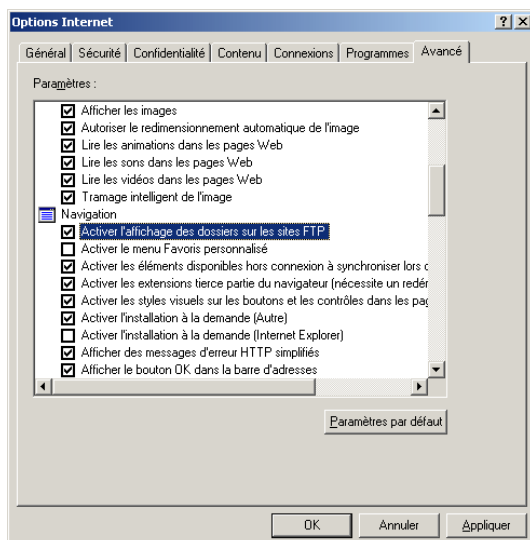 Options Internet
Général Sécurité Confidentialité Contenu Connexions Programmes Avancé
Paramètres :
Afficher les images
Autoriser le redimensionnement automatique de l'image
Lire les animations dans les pages Web
Lire les sons dans les pages Web
Lire les vidéos dans les pages Web
Tramage intelligent de l'image
Navigation
Activer l'affichage des dossiers sur les sites FTP
Activer le menu Favoris personnalisé
Activer les éléments disponibles hors connexion à synchroniser lors
Activer les extensions tierce partie du navigateur (nécessite un redér
Activer les styles visuels sur les boutons et les contrôles dans les pag
Activer l'installation à la demande (Autre)
Activer l'installation à la demande (Internet Explorer)
Afficher des messages d'erreur HTTP simplifiés
Afficher le bouton OK dans la barre d'adresses
Paramètres par défaut
OK Annuler Appliquer